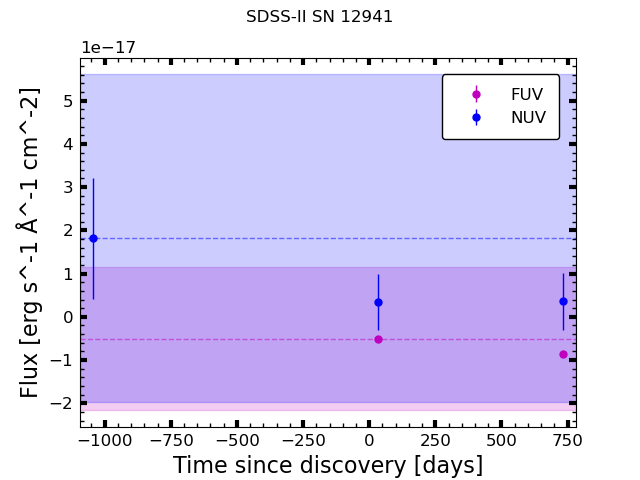 SDSS-II SN 12941
1e−17
FUV
NUV
5
4
3
2
1
0
−1
−2
Flux [erg s^-1 Å^-1 cm^-2]
−1000 −750 −500 −250 0 250 500 750
Time since discovery [days]